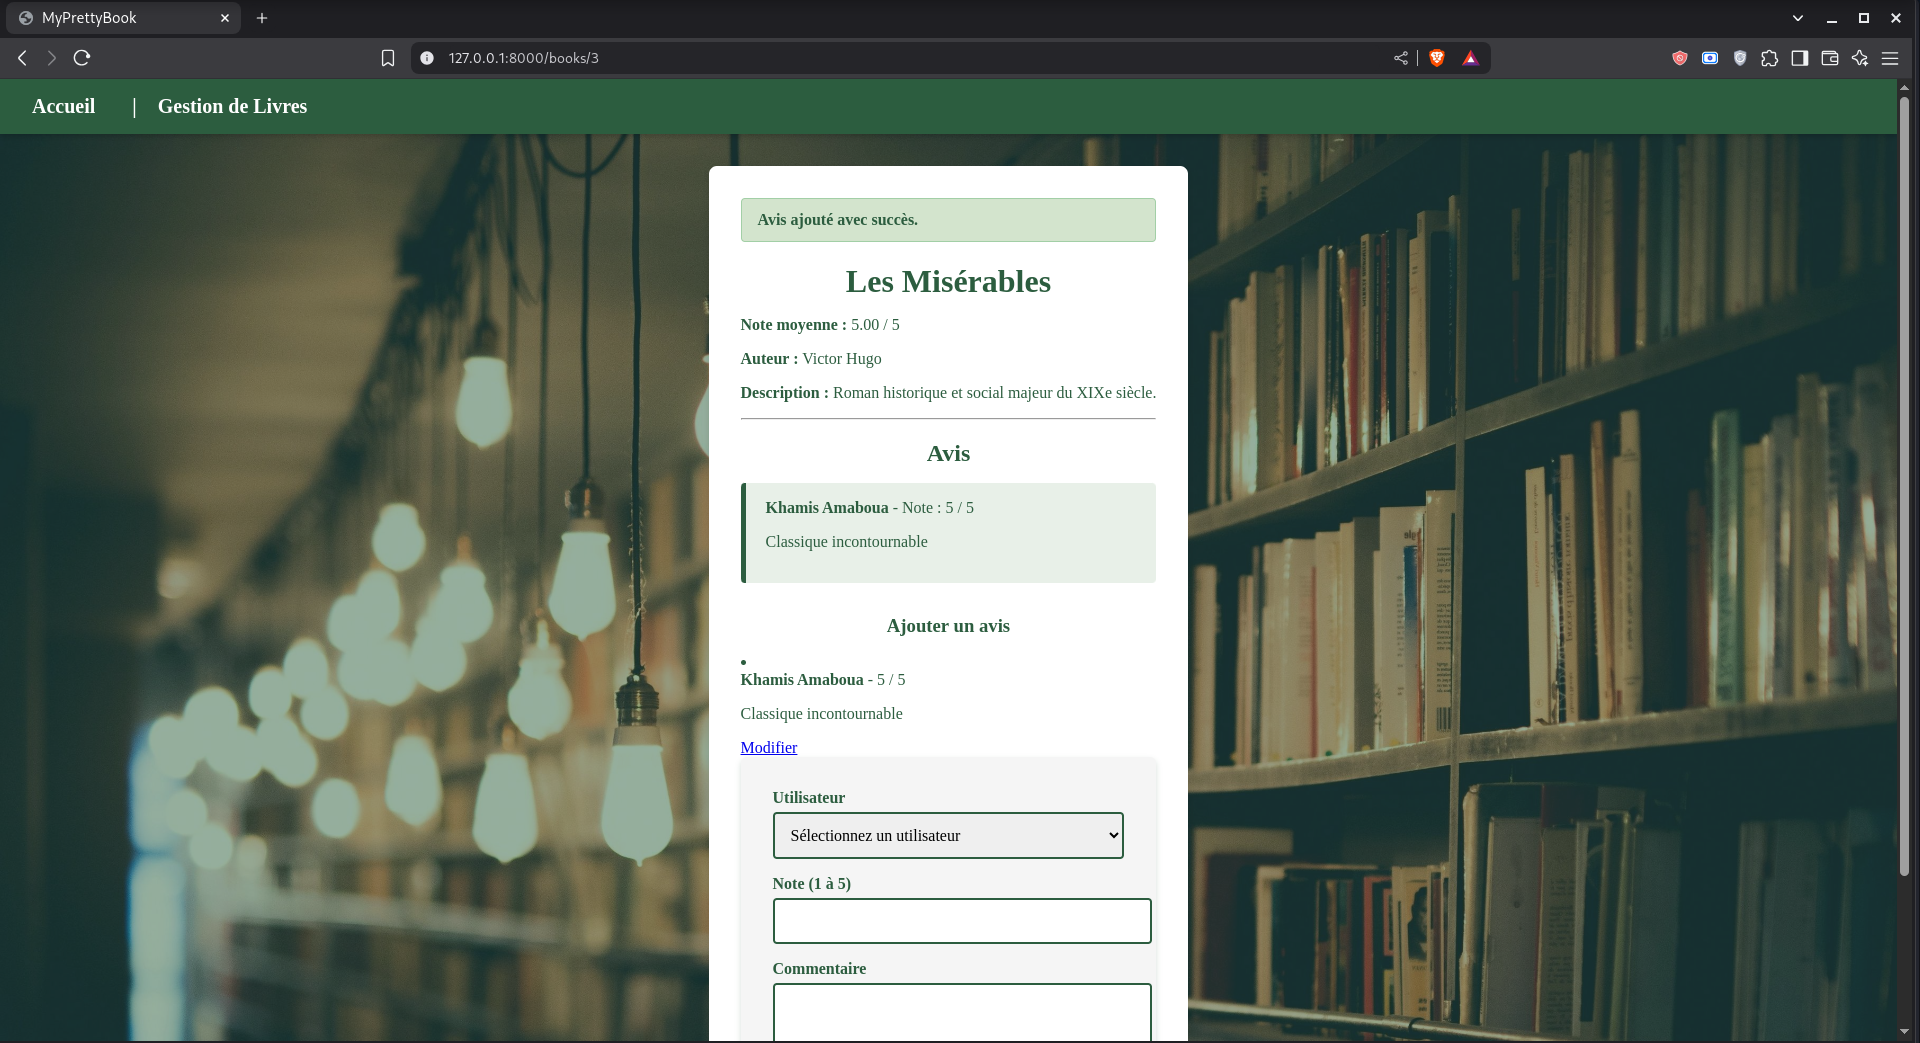 MyPrettyBook
127.0.0.1:8000/books/3
Accueil | Gestion de Livres
Avis ajouté avec succès.
Les Misérables
Note moyenne : 5.00 / 5
Auteur : Victor Hugo
Description : Roman historique et social majeur du XIXe siècle.
Avis
Khamis Amaboua - Note : 5 / 5
Classique incontournable
Ajouter un avis
Khamis Amaboua - 5 / 5
Classique incontournable
Modifier
Utilisateur
Sélectionnez un utilisateur
Note (1 à 5)
Commentaire